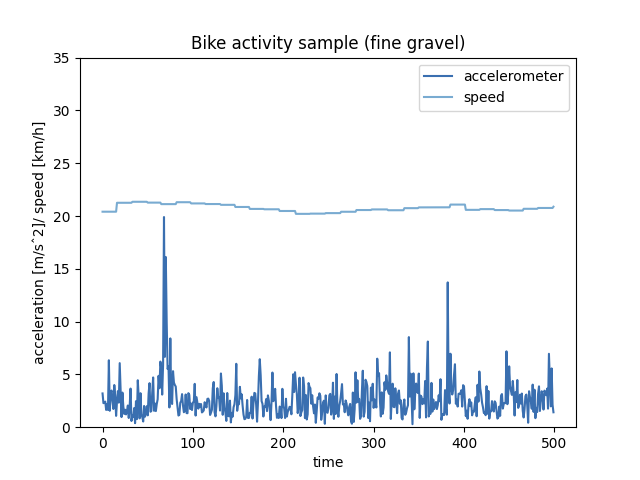 Bike activity sample (fine gravel)
accelerometer
speed
acceleration [m/s^2]/ speed [km/h]
35
30
25
20
15
10
5
0
0 100 200 300 400 500
time